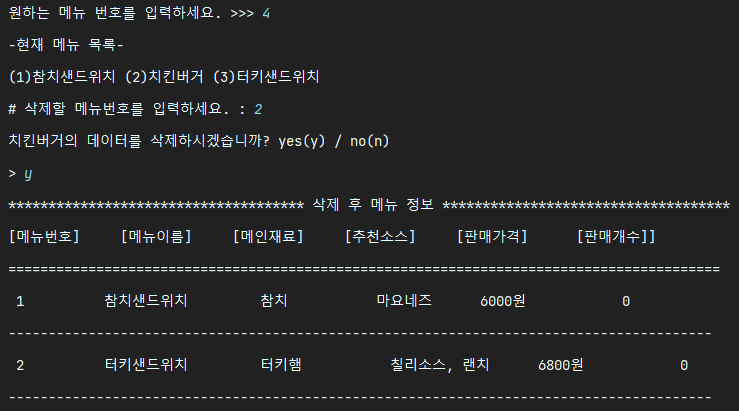 원하는 메뉴 번호를 입력하세요. >>> 4
-현재 메뉴 목록-
(1)참치샌드위치 (2)치킨버거 (3)터키샌드위치
# 삭제할 메뉴번호를 입력하세요. : 2
치킨버거의 데이터를 삭제하시겠습니까? yes(y) / no(n)
> y
************************************* 삭제 후 메뉴 정보 ************************************
[메뉴번호] [메뉴이름] [메인재료] [추천소스] [판매가격] [판매개수]]
=========================================================================================
1 참치샌드위치 참치 마요네즈 6000원 0
----------------------------------------------------------------------------------------
2 터키샌드위치 터키햄 칠리소스, 랜치 6800원 0
----------------------------------------------------------------------------------------